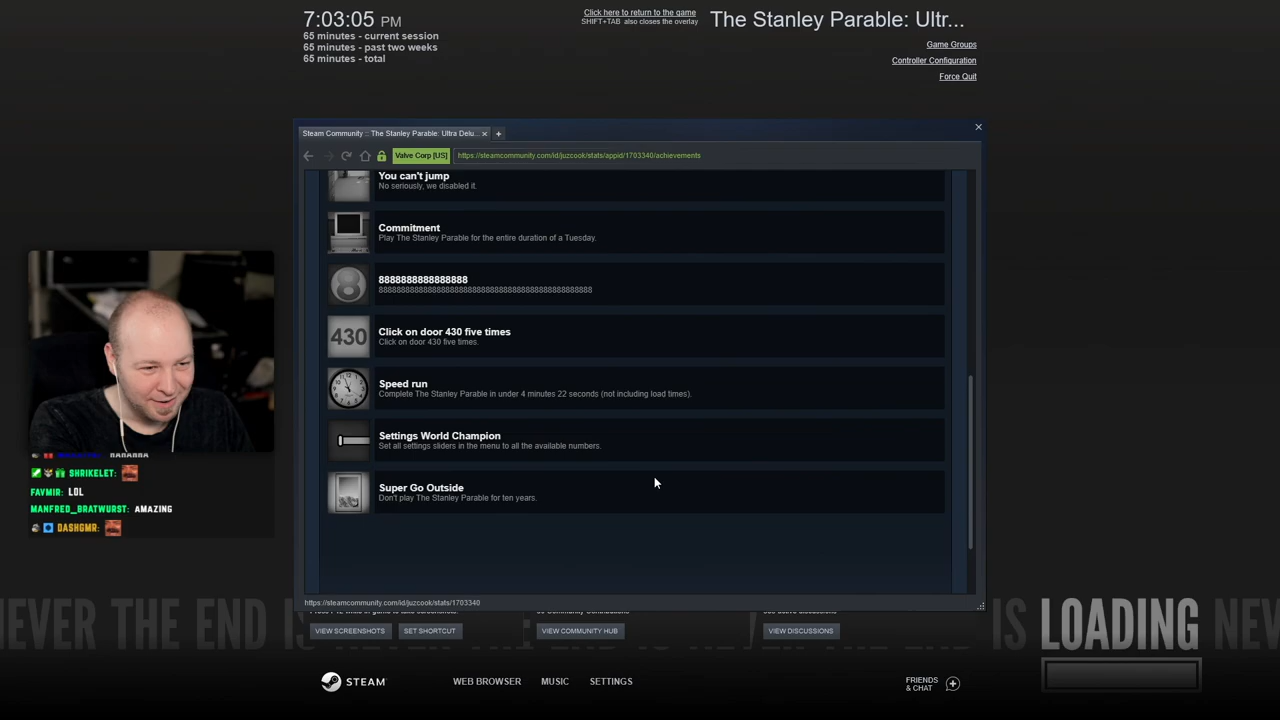 7:03:05 PM
65 minutes - current session
65 minutes - past two weeks
65 minutes - total
Click here to return to the game
SHIFT+TAB also closes the overlay
The Stanley Parable: Ultr...
Game Groups
Controller Configuration
Force Quit
Steam Community :: The Stanley Parable: Ultra Delu...
Valve Corp [US]
https://steamcommunity.com/id/juzcook/stats/appid/1703340/achievements
You can't jump
No seriously, we disabled it.
Commitment
Play The Stanley Parable for the entire duration of a Tuesday.
8888888888888888
88888888888888888888888888888888888888888888888888
430
Click on door 430 five times
Click on door 430 five times.
Speed run
Complete The Stanley Parable in under 4 minutes 22 seconds (not including load times).
Settings World Champion
Set all settings sliders in the menu to all the available numbers.
Super Go Outside
Don't play The Stanley Parable for ten years.
SHRIKELET:
FAVMIR: LOL
MANFRED_BRATWURST: AMAZING
DASHGMR:
https://steamcommunity.com/id/juzcook/stats/1703340
VIEW SCREENSHOTS
SET SHORTCUT
VIEW COMMUNITY HUB
VIEW DISCUSSIONS
NEVER THE END IS
IS LOADING NEV
STEAM
WEB BROWSER
MUSIC
SETTINGS
FRIENDS
& CHAT